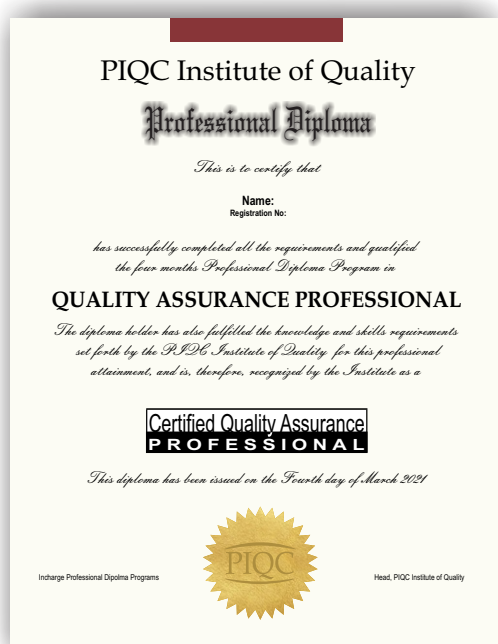 PIQC Institute of Quality
Professional Diploma
This is to certify that
Name:
Registration No:
has successfully completed all the requirements and qualified
the four months Professional Diploma Program in
QUALITY ASSURANCE PROFESSIONAL
The diploma holder has also fulfilled the knowledge and skills requirements
set forth by the PIQC Institute of Quality for this professional
attainment, and is, therefore, recognized by the Institute as a
Certified Quality Assurance
PROFESSIONAL
This diploma has been issued on the Fourth day of March 2021
PIQC
Incharge Professional Dipolma Programs
Head, PIQC Institute of Quality